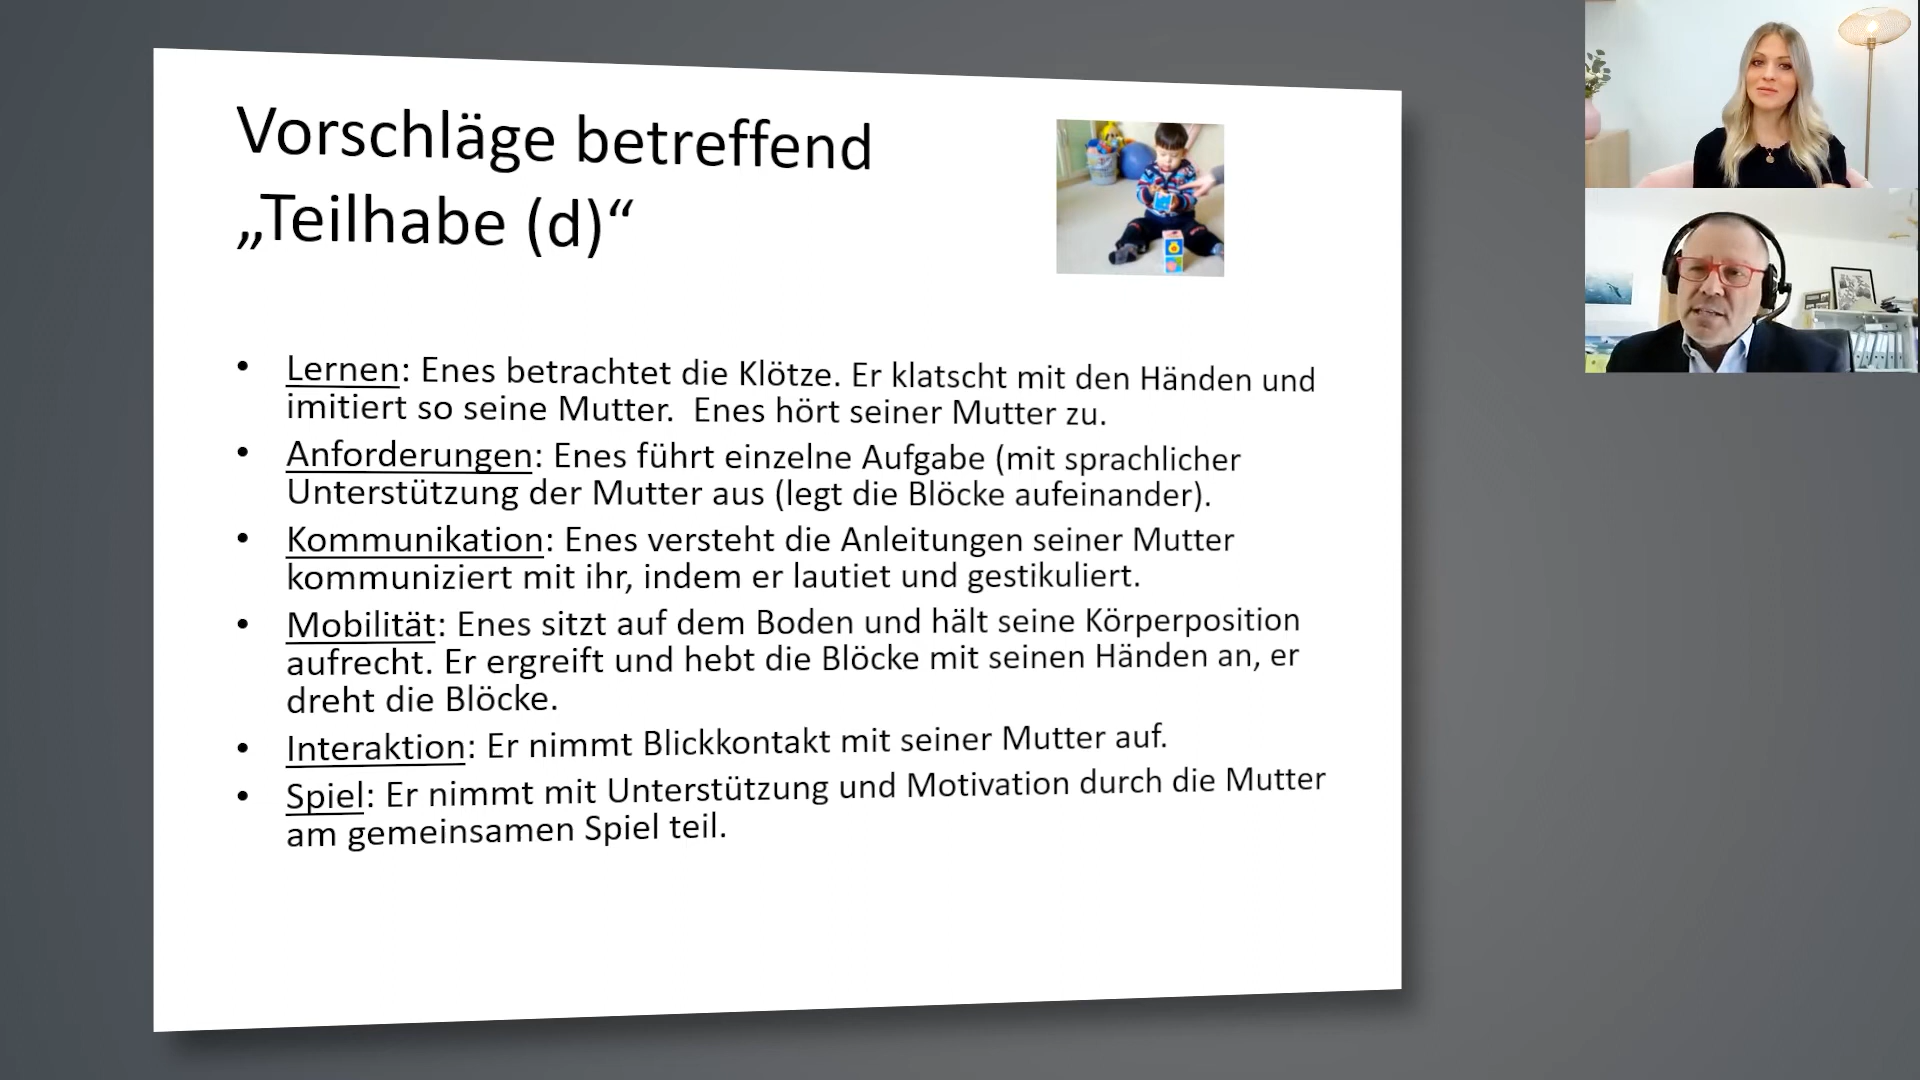 Vorschläge betreffend
„Teilhabe (d)“
• Lernen: Enes betrachtet die Klötze. Er klatscht mit den Händen und
imitiert so seine Mutter.  Enes hört seiner Mutter zu.
• Anforderungen: Enes führt einzelne Aufgabe (mit sprachlicher
Unterstützung der Mutter aus (legt die Blöcke aufeinander).
• Kommunikation: Enes versteht die Anleitungen seiner Mutter
kommuniziert mit ihr, indem er lautiet und gestikuliert.
• Mobilität: Enes sitzt auf dem Boden und hält seine Körperposition
aufrecht. Er ergreift und hebt die Blöcke mit seinen Händen an, er
dreht die Blöcke.
• Interaktion: Er nimmt Blickkontakt mit seiner Mutter auf.
• Spiel: Er nimmt mit Unterstützung und Motivation durch die Mutter
am gemeinsamen Spiel teil.